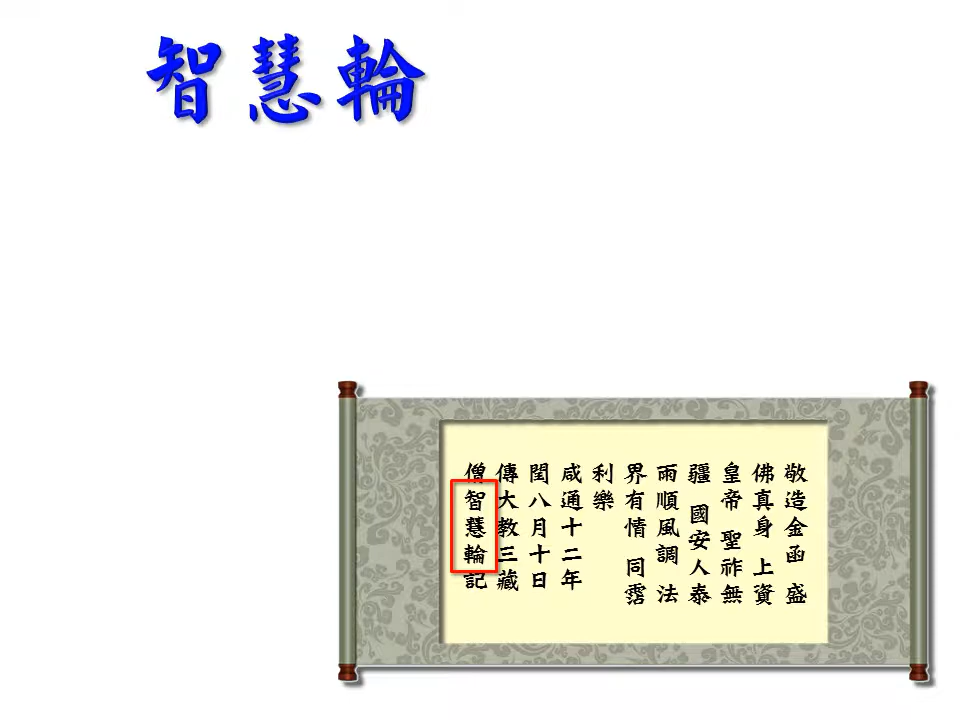 智慧輪
敬造金函 盛
佛真身 上資
皇帝 聖祚無
疆 國安人泰
雨順風調 法
界有情 同霑
利樂
咸通十二年
閏八月十日
傳大教三藏
僧智慧輪記